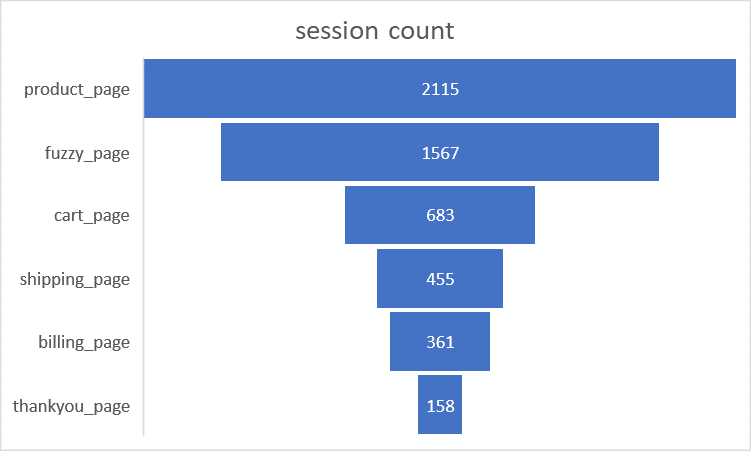 session count
product_page 2115
fuzzy_page 1567
cart_page 683
shipping_page 455
billing_page 361
thankyou_page 158